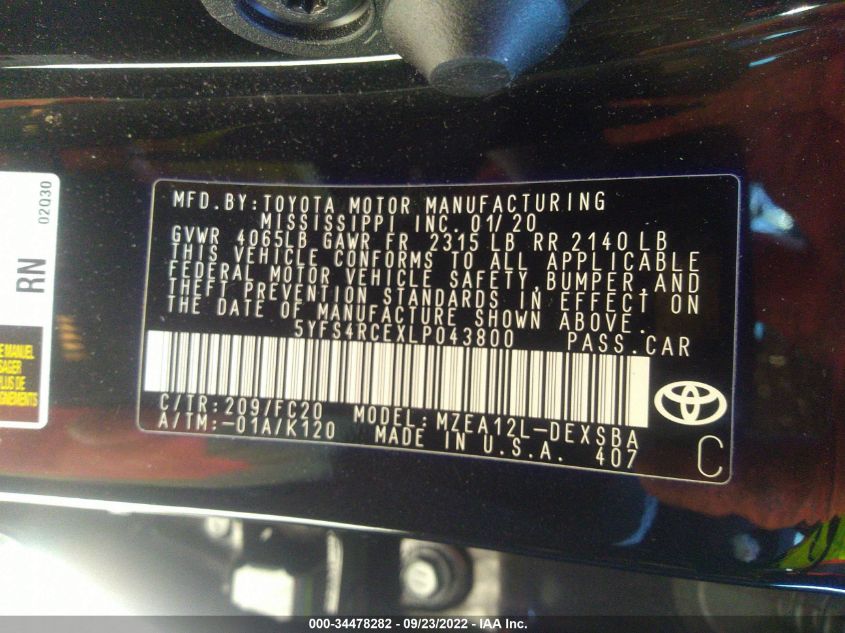 MFD.BY:TOYOTA MOTOR MANUFACTURING
MISSISSIPPI INC. 01/20
GVWR 4065LB GAWR FR 2315 LB RR 2140 LB
THIS VEHICLE CONFORMS TO ALL APPLICABLE
FEDERAL MOTOR VEHICLE SAFETY, BUMPER, AND
THEFT PREVENTION STANDARDS IN EFFECT ON
THE DATE OF MANUFACTURE SHOWN ABOVE.
5YFS4RCEXLP043800 PASS.CAR
C/TR:209/FC20 MODEL:MZEA12L-DEXSBA
A/TM:-01A/K120 MADE IN U.S.A. 407
C
02Q30
RN
MANUEL
000-34478282 - 09/23/2022 - IAA Inc.